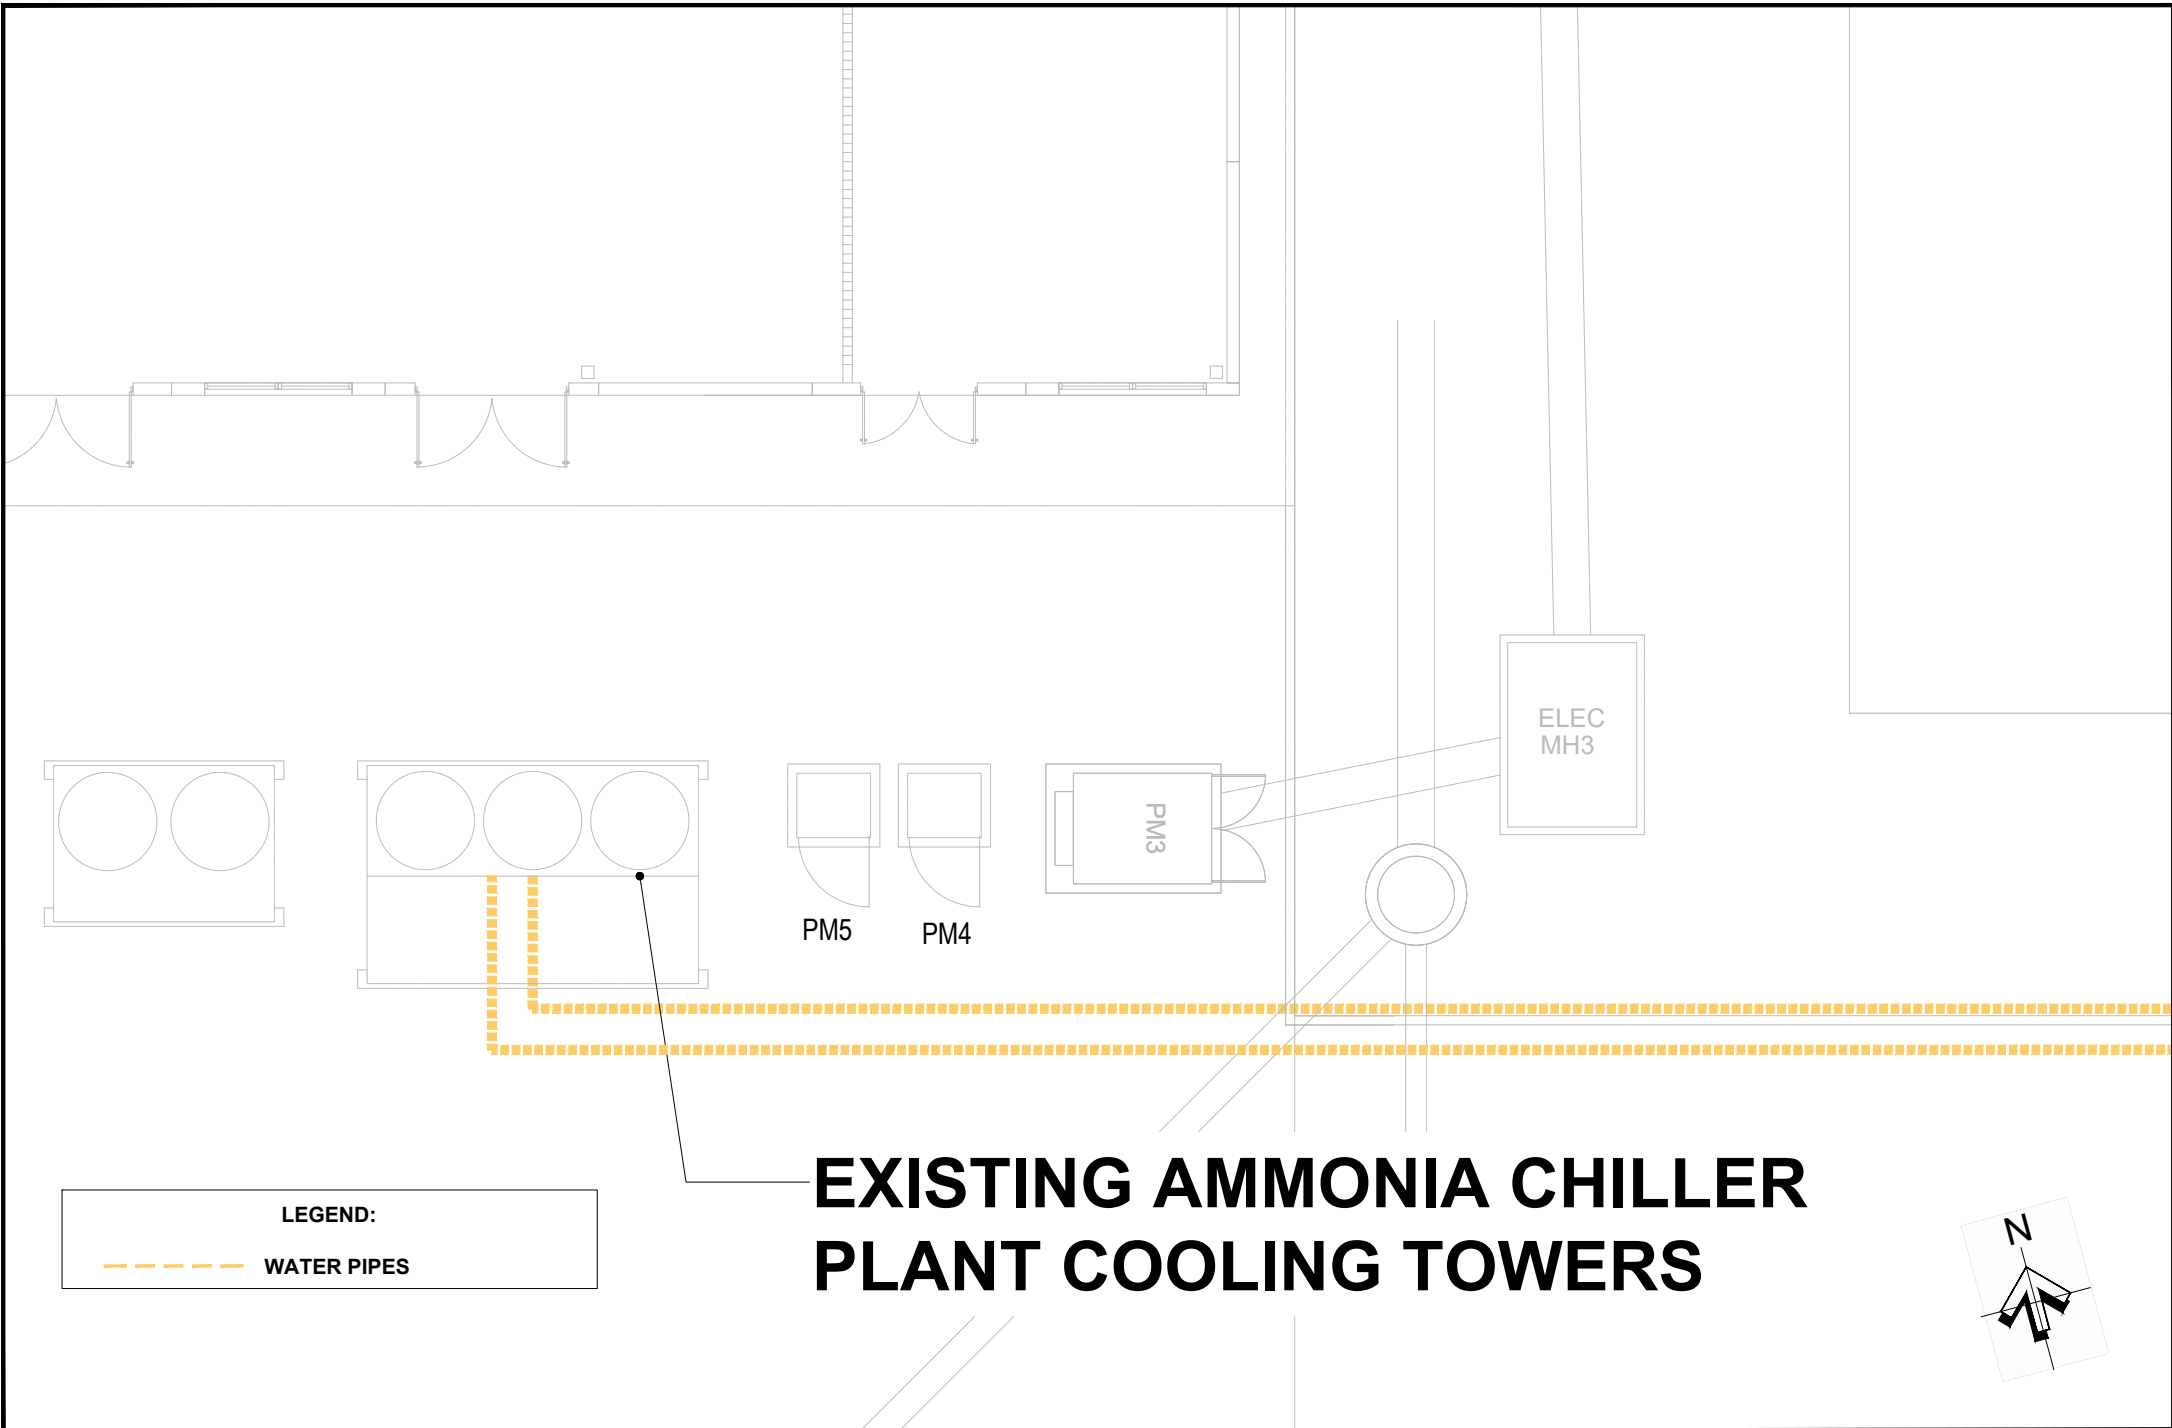 ELEC
MH3
PM3
PM5
PM4
EXISTING AMMONIA CHILLER
PLANT COOLING TOWERS
LEGEND:
WATER PIPES
N